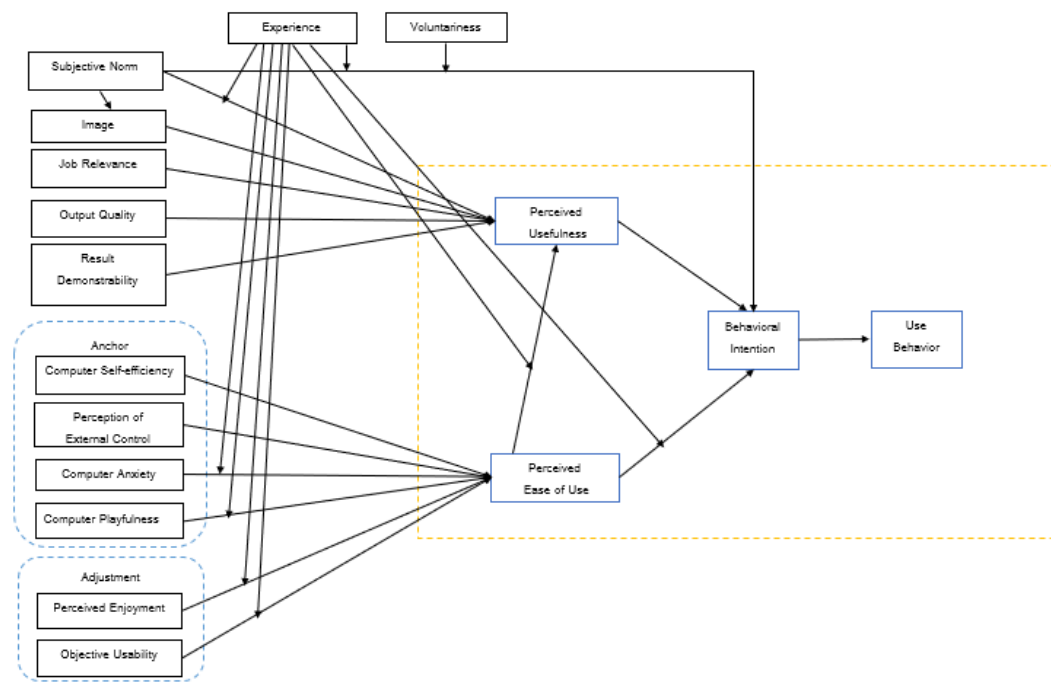 Experience
Voluntariness
Subjective Norm
Image
Job Relevance
Output Quality
Result
Demonstrability
Perceived
Usefulness
Behavioral
Intention
Use
Behavior
Anchor
Computer Self-efficiency
Perception of
External Control
Computer Anxiety
Computer Playfulness
Perceived
Ease of Use
Adjustment
Perceived Enjoyment
Objective Usability